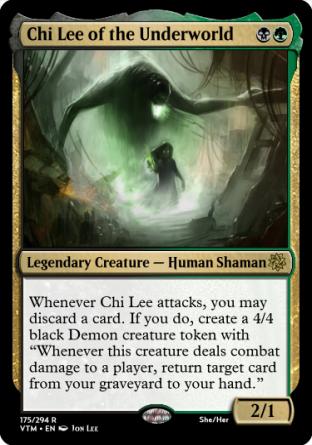 Chi Lee of the Underworld
Legendary Creature — Human Shaman
Whenever Chi Lee attacks, you may
discard a card. If you do, create a 4/4
black Demon creature token with
“Whenever this creature deals combat
damage to a player, return target card
from your graveyard to your hand.”
2/1
175/294 R
She/Her
VTM • EN Jon Lee